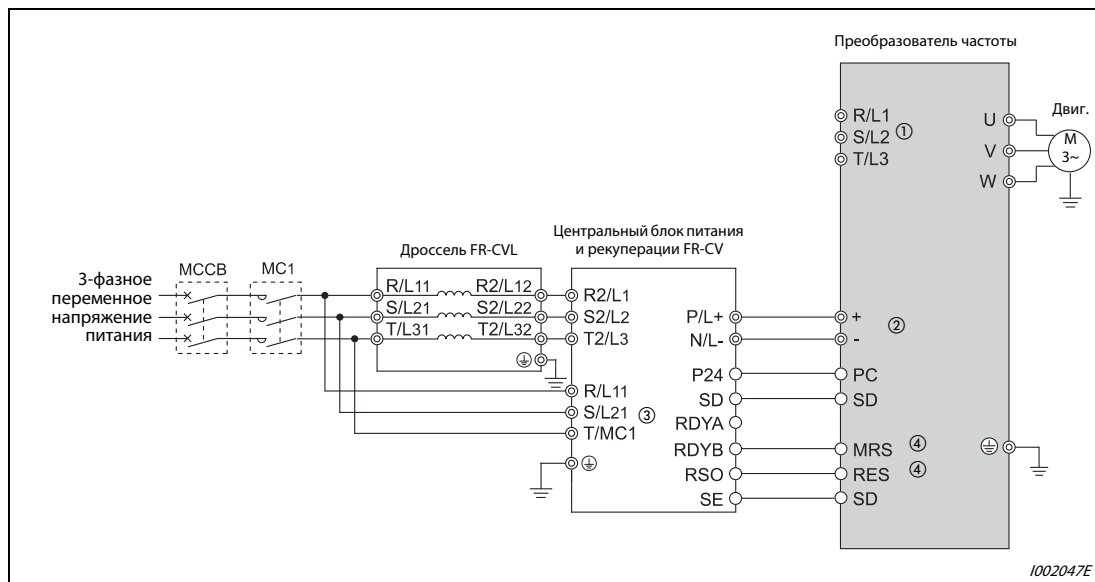 Преобразователь частоты
R/L1
S/L2 ①
T/L3
U
V
W
Двиг.
M
3~
Центральный блок питания
и рекуперации FR-CV
Дроссель FR-CVL
MCCB
MC1
3-фазное
переменное
напряжение
питания
R/L11 R2/L12
S/L21 S2/L22
T/L31 T2/L32
R2/L1
S2/L2
T2/L3
P/L+
N/L-
+
-
②
P24
PC
SD
SD
R/L11
S/L21 ③
T/MC1
RDYA
RDYB
MRS ④
RSO
RES ④
SE
SD
I002047E